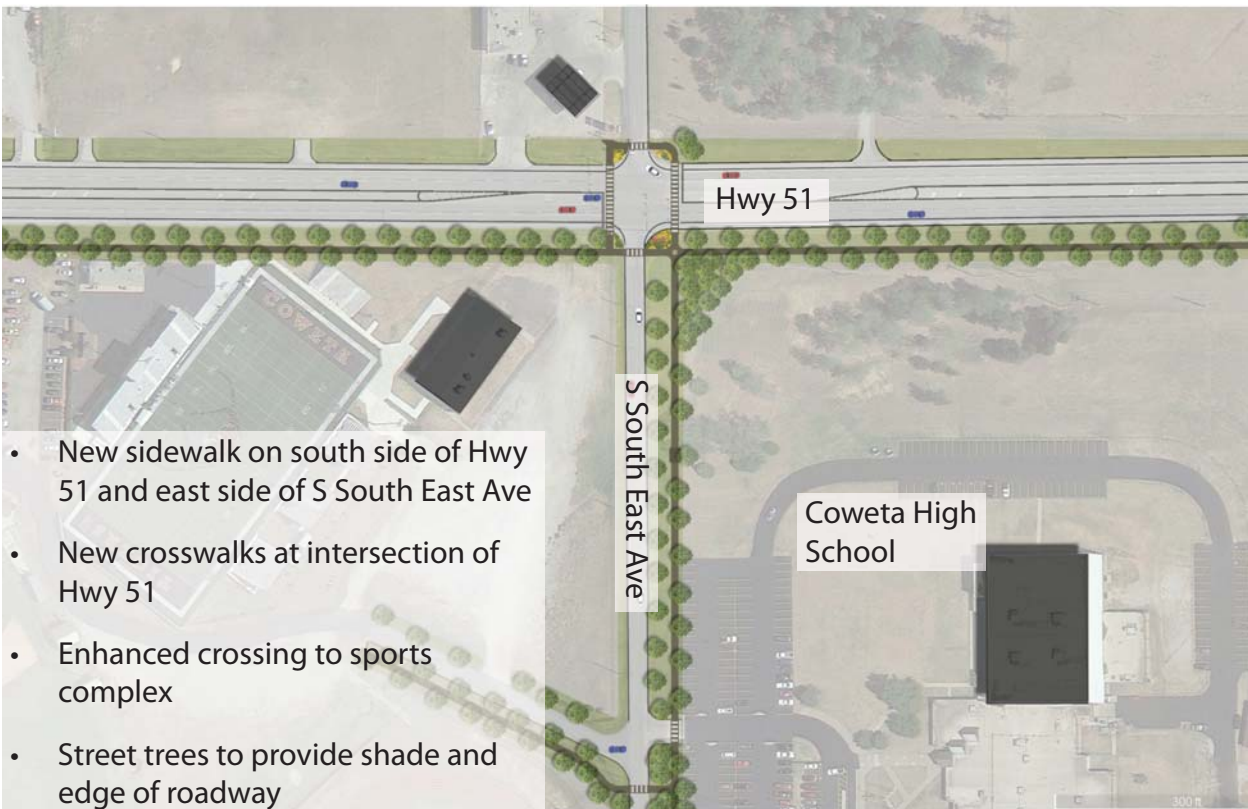 Hwy 51
S South East Ave
Coweta High
School
• New sidewalk on south side of Hwy
51 and east side of S South East Ave
• New crosswalks at intersection of
Hwy 51
• Enhanced crossing to sports
complex
• Street trees to provide shade and
edge of roadway
300 ft